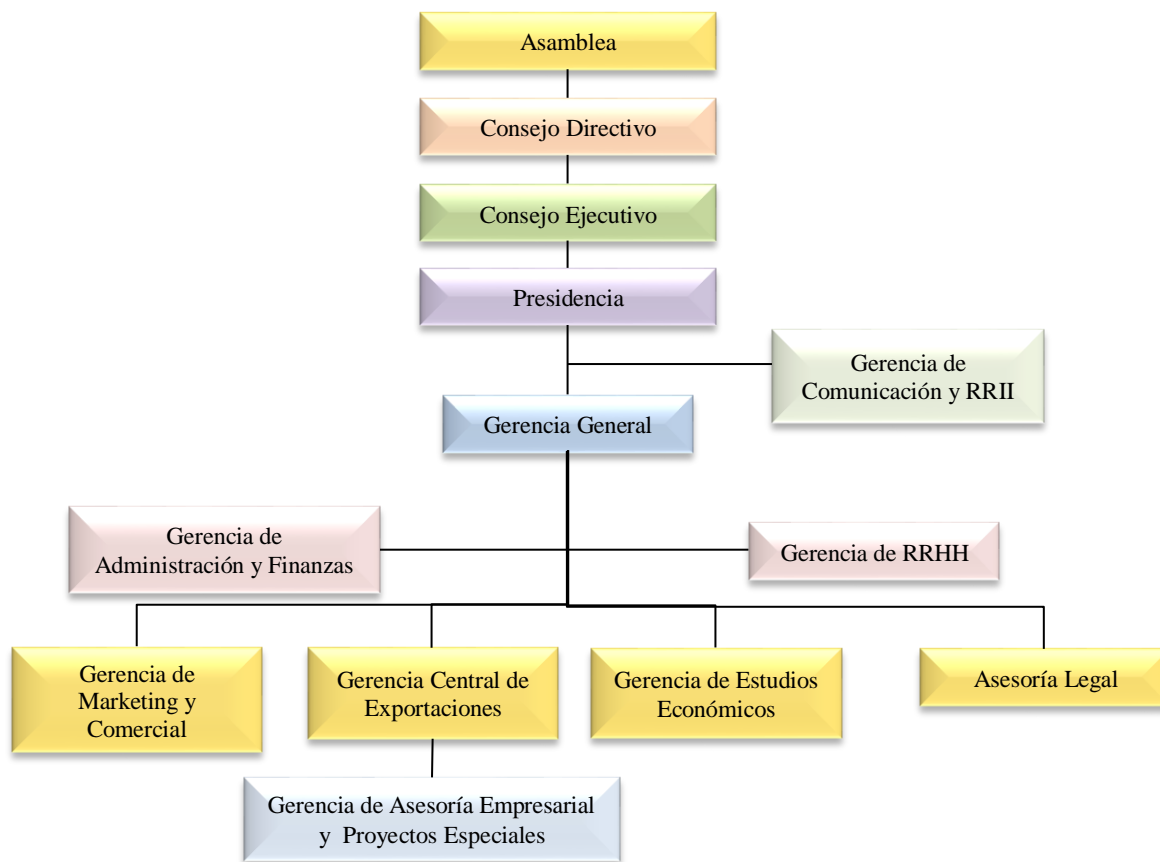 Asamblea
Consejo Directivo
Consejo Ejecutivo
Presidencia
Gerencia de
Comunicación y RRII
Gerencia General
Gerencia de
Administración y Finanzas
Gerencia de RRHH
Gerencia de
Marketing y
Comercial
Gerencia Central de
Exportaciones
Gerencia de Estudios
Económicos
Asesoría Legal
Gerencia de Asesoría Empresarial
y Proyectos Especiales